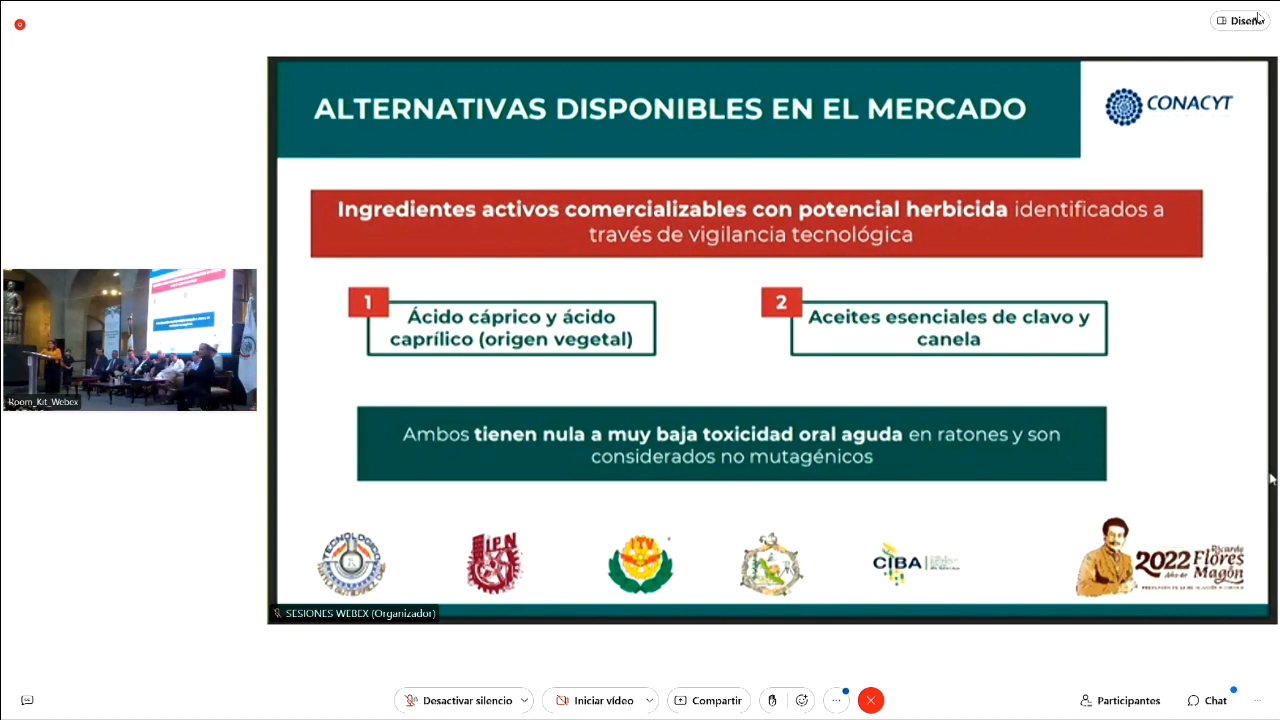 Diseño
ALTERNATIVAS DISPONIBLES EN EL MERCADO
CONACYT
Ingredientes activos comercializables con potencial herbicida identificados a
través de vigilancia tecnológica
1
Ácido cáprico y ácido
caprílico (origen vegetal)
2
Aceites esenciales de clavo y
canela
Ambos tienen nula a muy baja toxicidad oral aguda en ratones y son
considerados no mutagénicos
Room_Kit_Webex
I.P.N
ITV
CIBA
2022
Ricardo
Flores
Año de
Magón
SESIONES WEBEX (Organizador)
Desactivar silencio
Iniciar vídeo
Compartir
Participantes
Chat